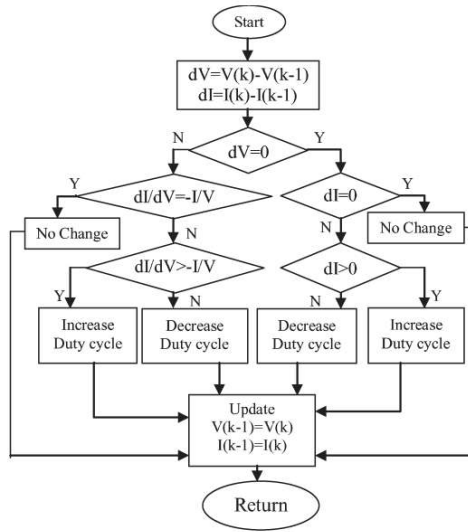 Start
dV=V(k)-V(k-1)
dI=I(k)-I(k-1)
N
Y
dV=0
Y
dI/dV=-I/V
dI=0
Y
No Change
N
N
No Change
dI/dV>-I/V
dI>0
Y
N
N
Y
Increase
Duty cycle
Decrease
Duty cycle
Decrease
Duty cycle
Increase
Duty cycle
Update
V(k-1)=V(k)
I(k-1)=I(k)
Return